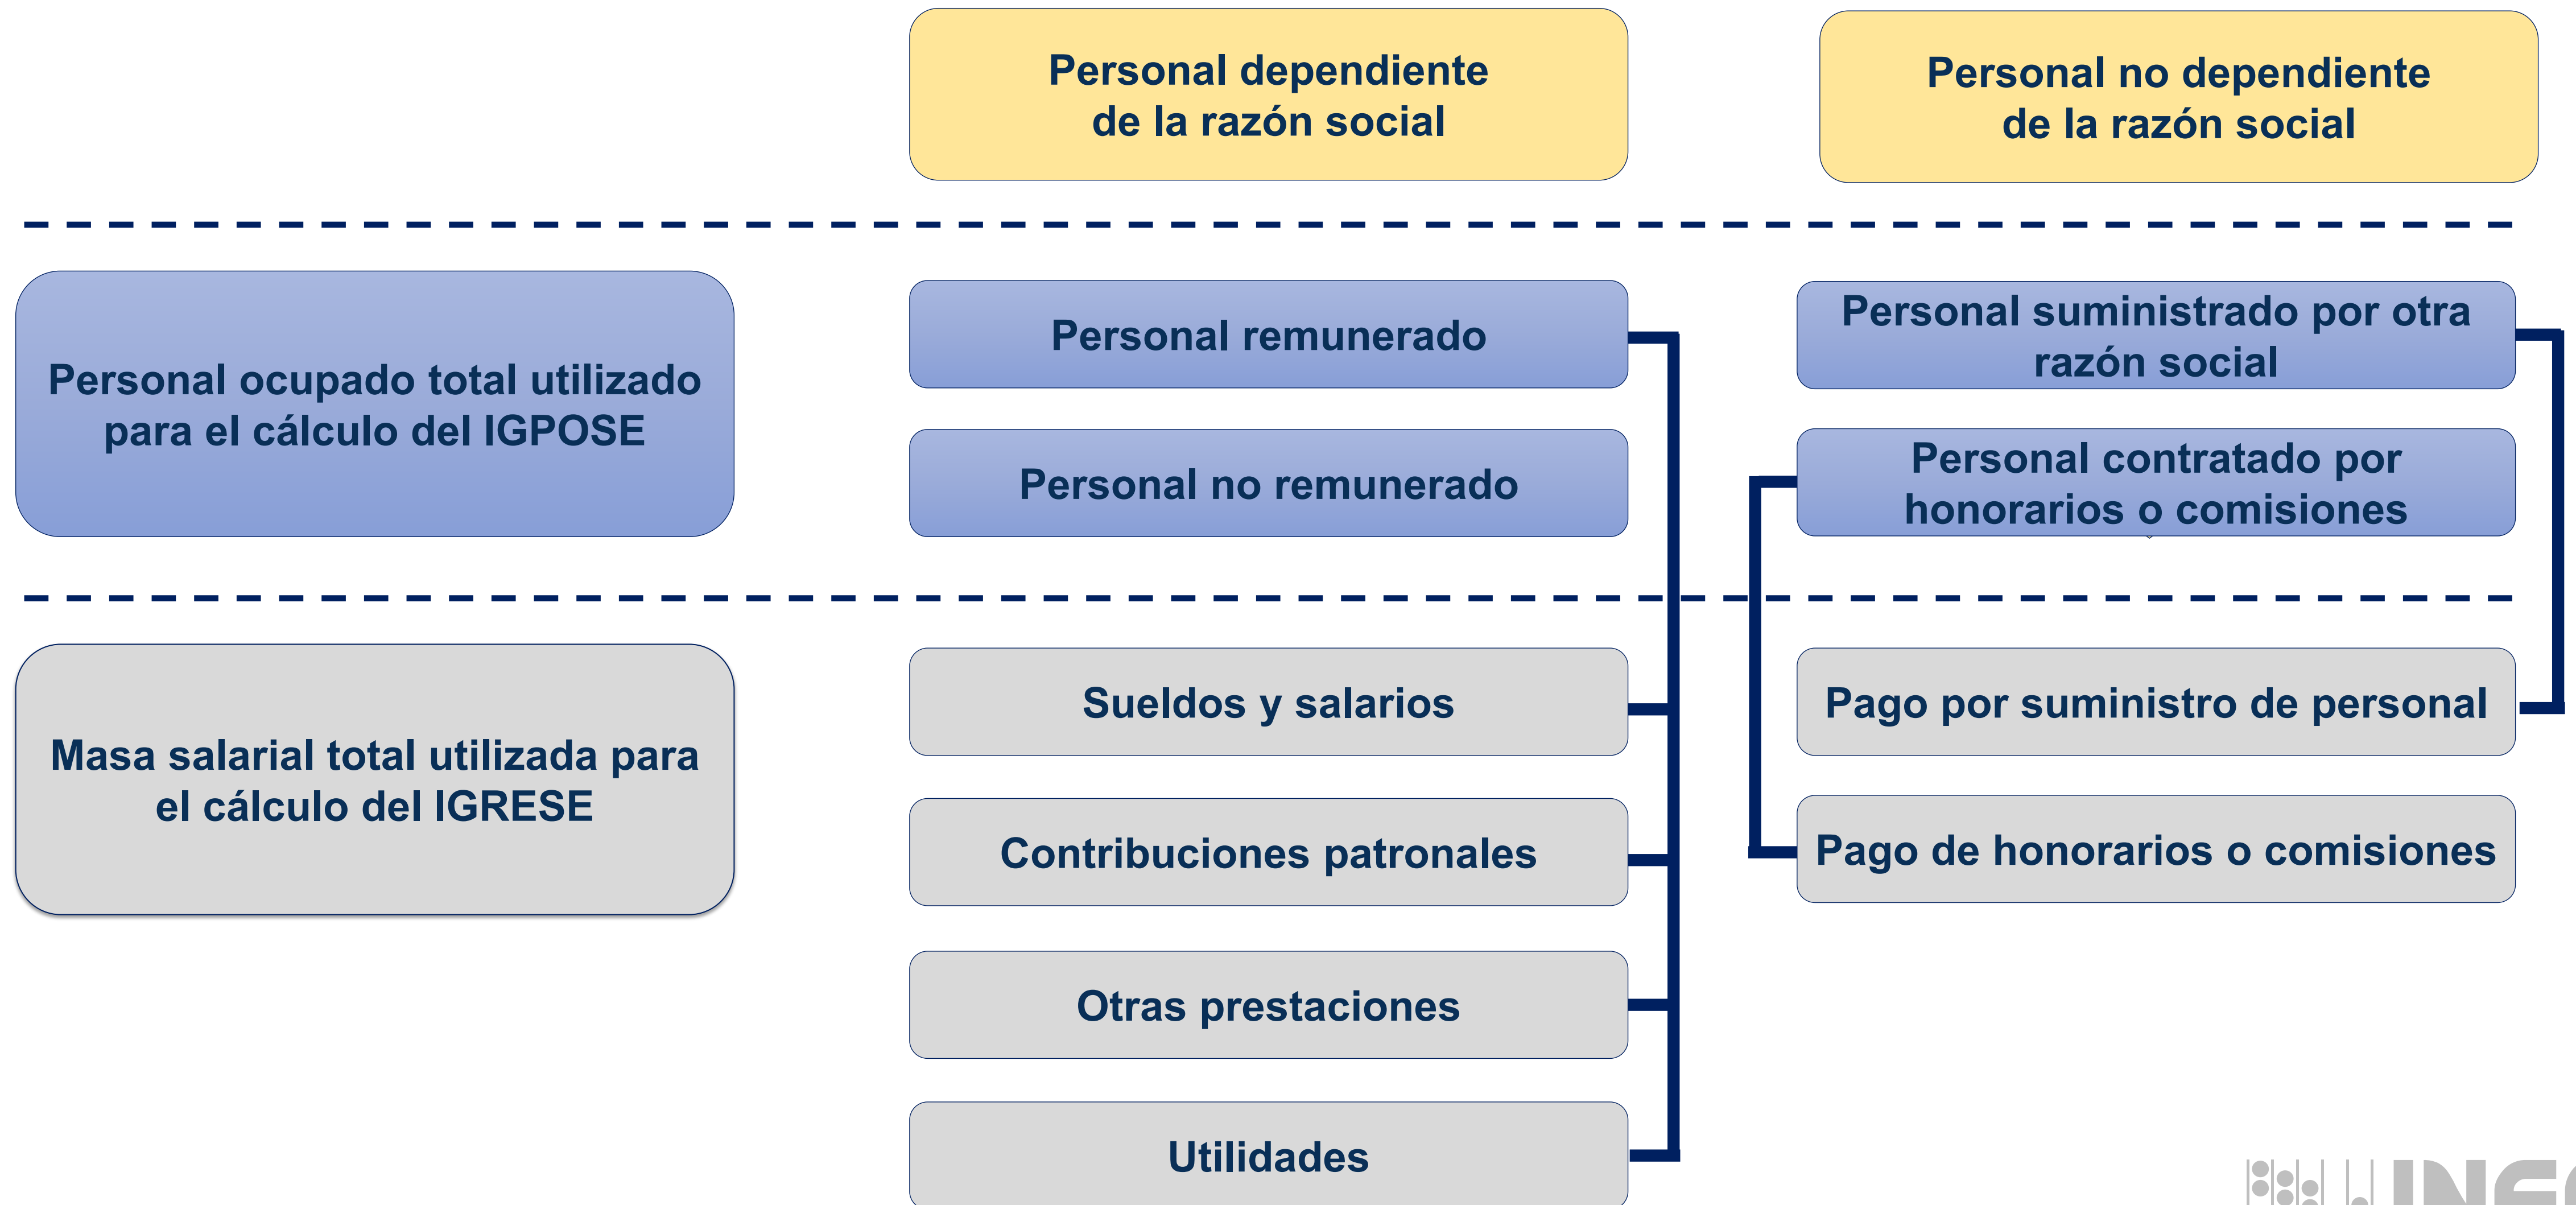 Personal dependiente
de la razón social
Personal no dependiente
de la razón social
Personal ocupado total utilizado
para el cálculo del IGPOSE
Personal remunerado
Personal no remunerado
Personal suministrado por otra
razón social
Personal contratado por
honorarios o comisiones
Masa salarial total utilizada para
el cálculo del IGRESE
Sueldos y salarios
Contribuciones patronales
Otras prestaciones
Utilidades
Pago por suministro de personal
Pago de honorarios o comisiones